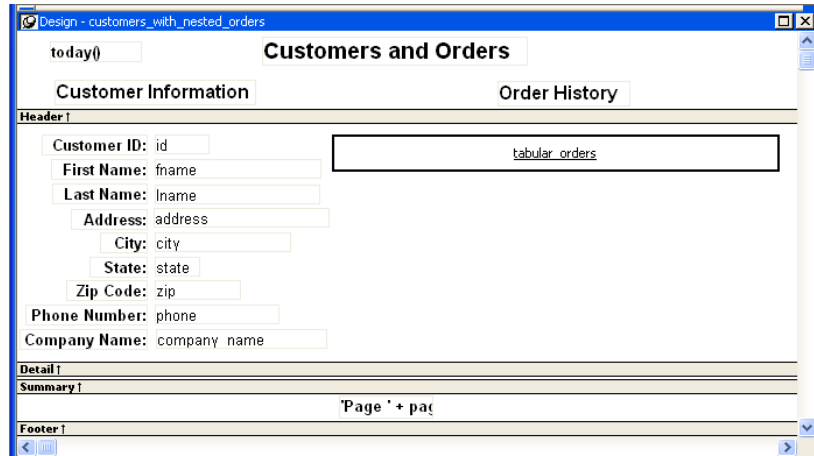 Design - customers_with_nested_orders
today()
Customers and Orders
Customer Information
Order History
Header ↑
Customer ID: id
tabular_orders
First Name: fname
Last Name: lname
Address: address
City: city
State: state
Zip Code: zip
Phone Number: phone
Company Name: company_name
Detail ↑
Summary ↑
'Page ' + pag
Footer ↑